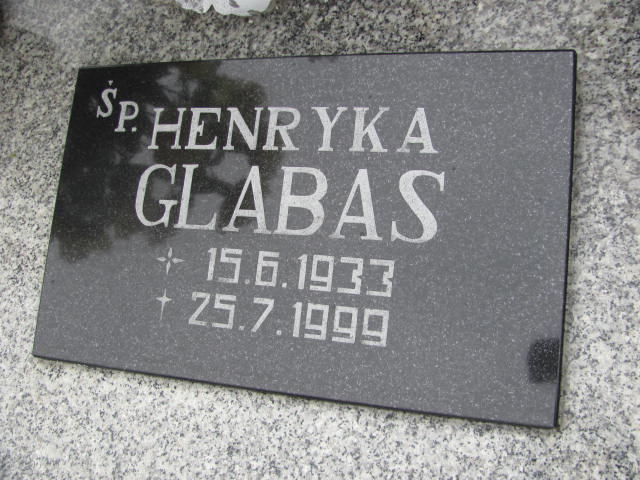 ŚP. HENRYKA
GLABAS
15.6.1933
25.7.1999